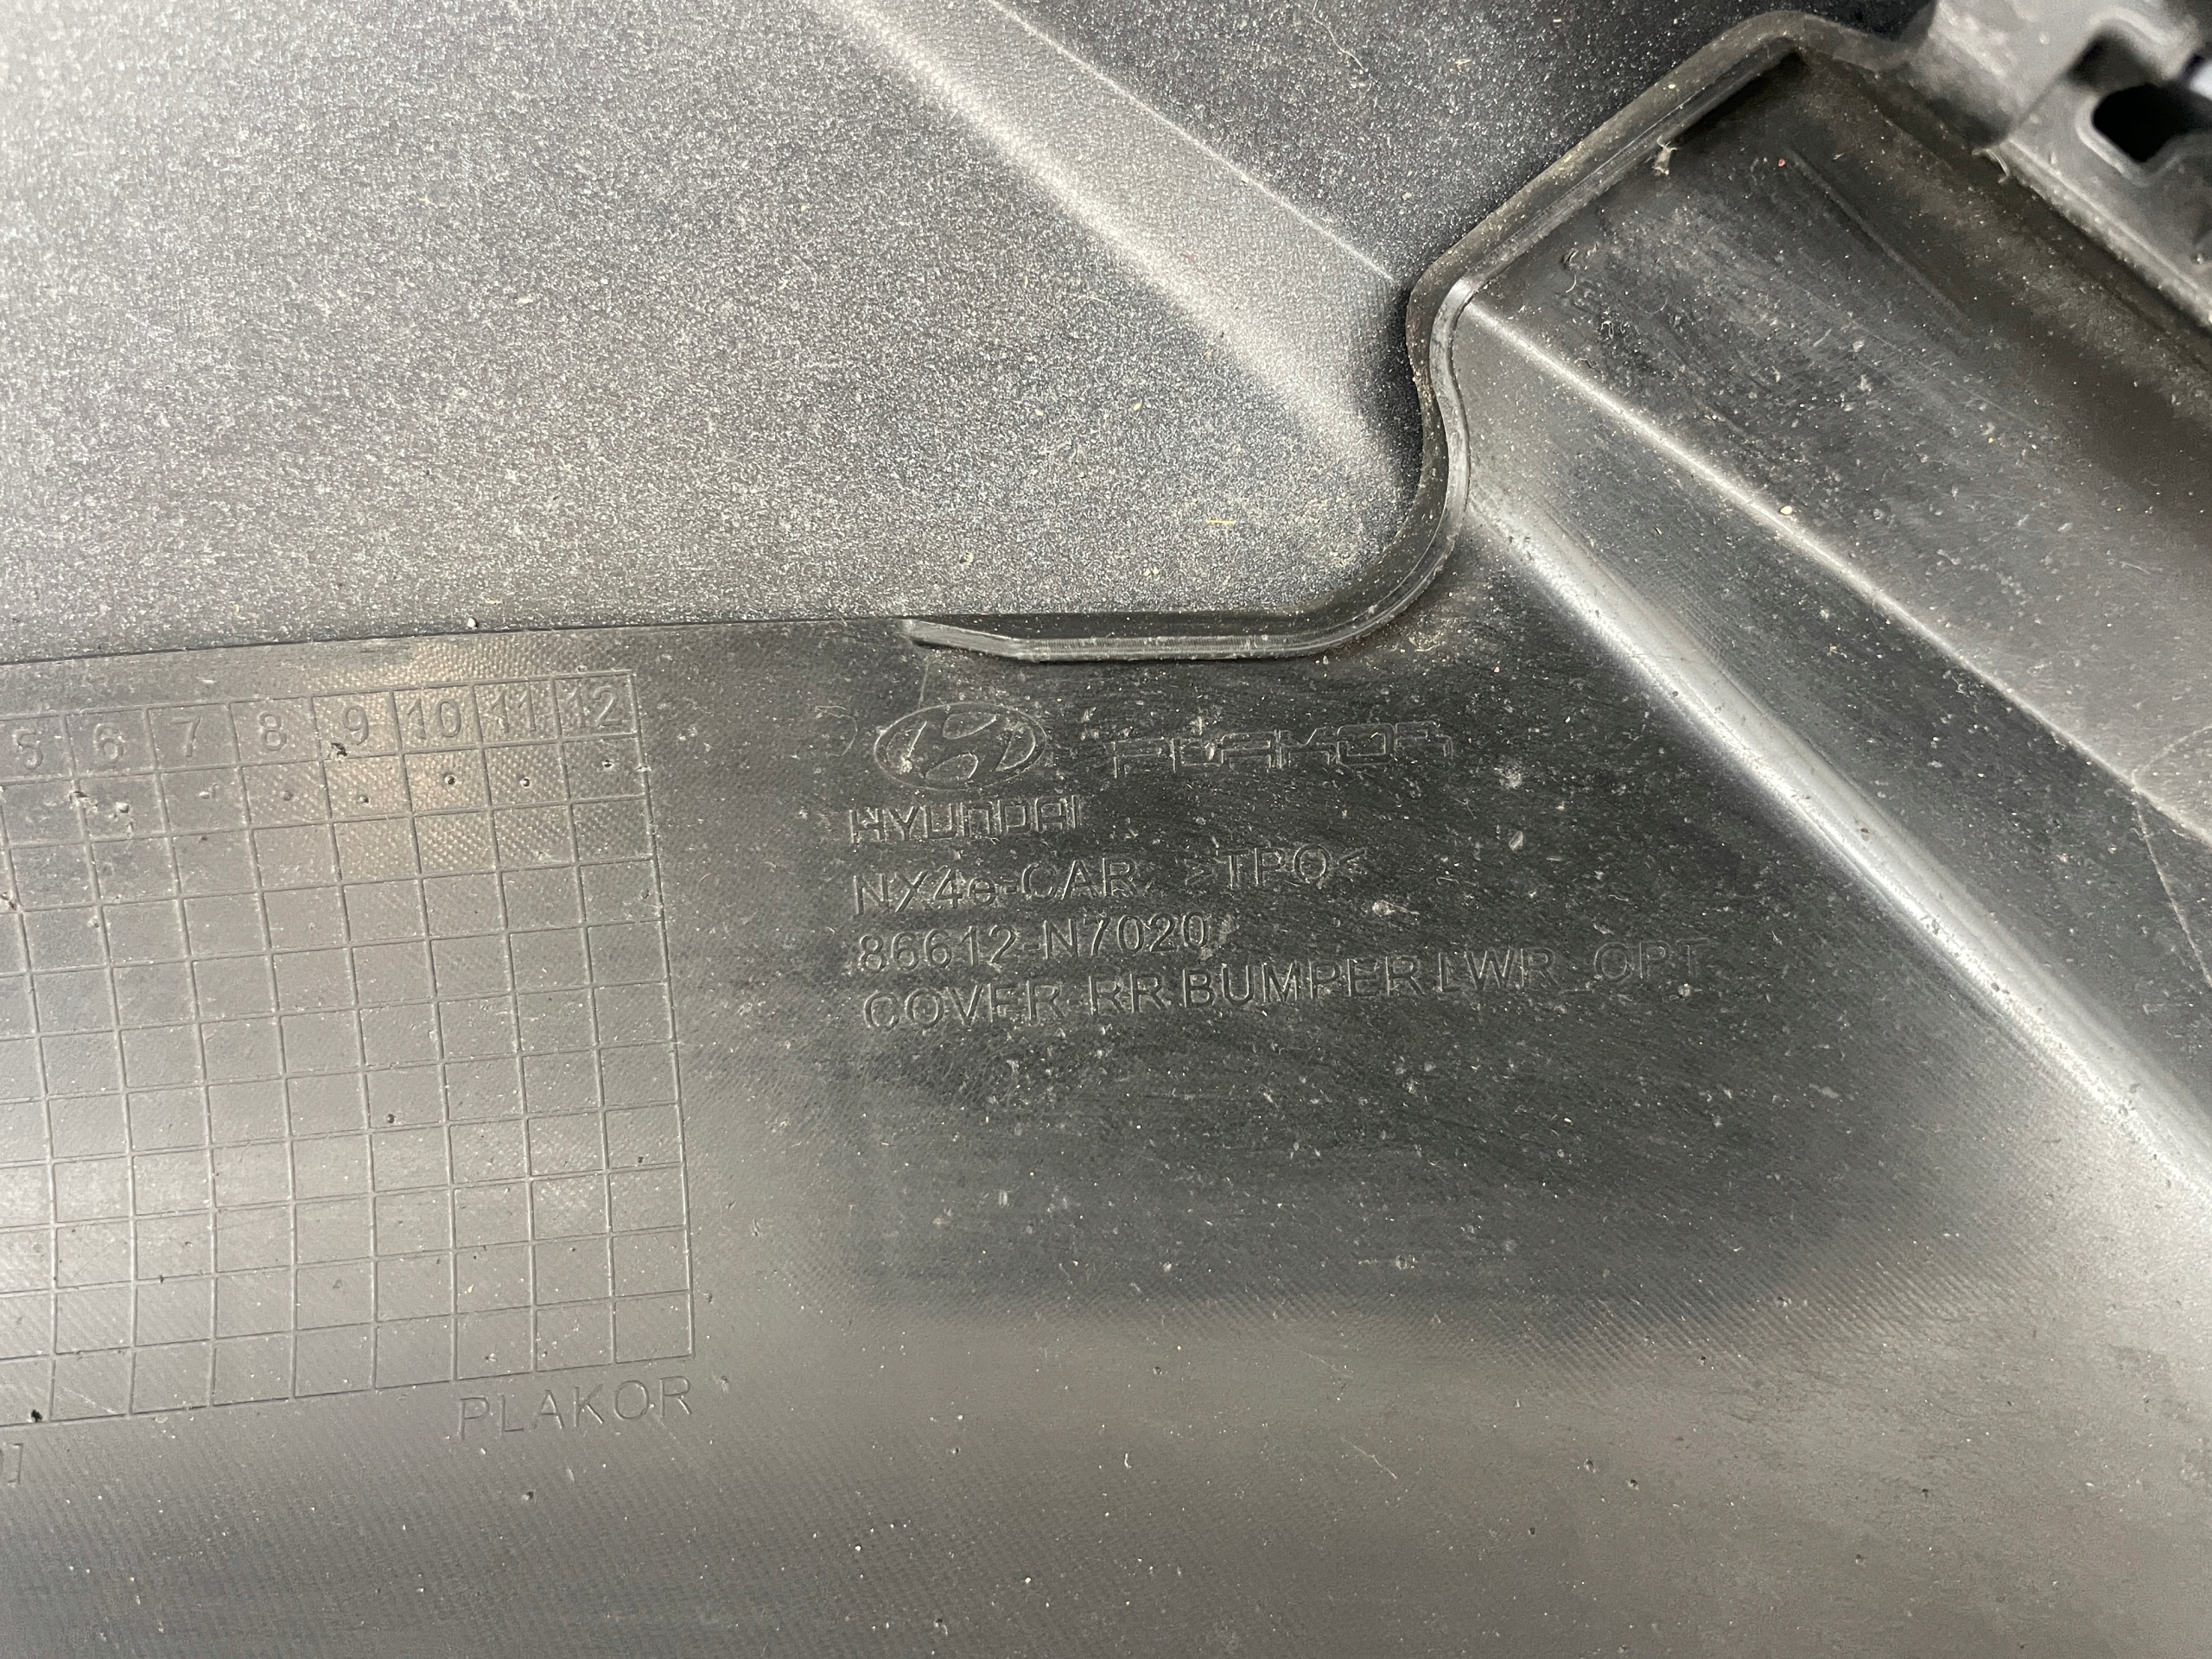 5 6 7 8 9 10 11 12
PLAKOR
HYUNDAI
NX4e-CAR, >TPO<
86612-N7020
COVER-RR BUMPER LWR_OPT
PLAKOR